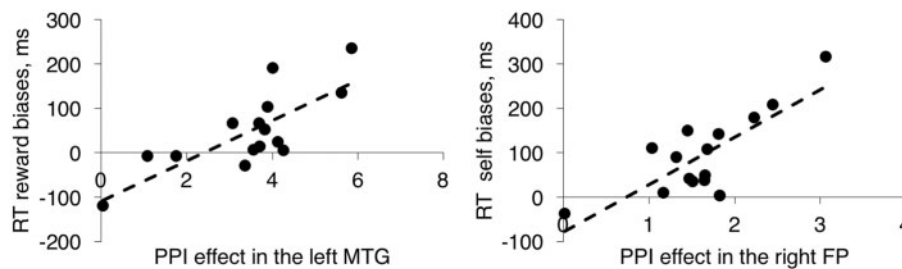 300
200
100
0
-100
-200
0 2 4 6 8
RT reward biases, ms
PPI effect in the left MTG
400
300
200
100
0
-100
0 1 2 3 4
RT self biases, ms
PPI effect in the right FP